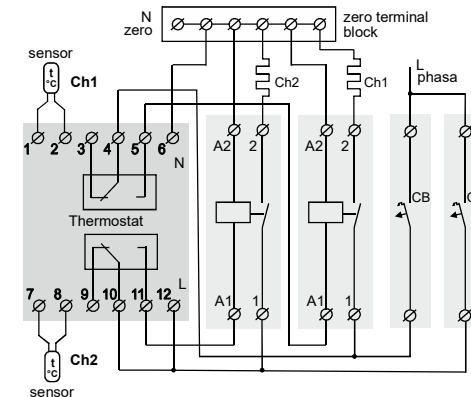 N
zero
zero terminal
block
sensor
t
°C
Ch1
Ch2
Ch1
L
phasa
1 2 3 4 5 6
N
A2 2
A2 2
Thermostat
CB
C
L
7 8 9 10 11 12
A1 1
A1 1
t
°C
Ch2
sensor